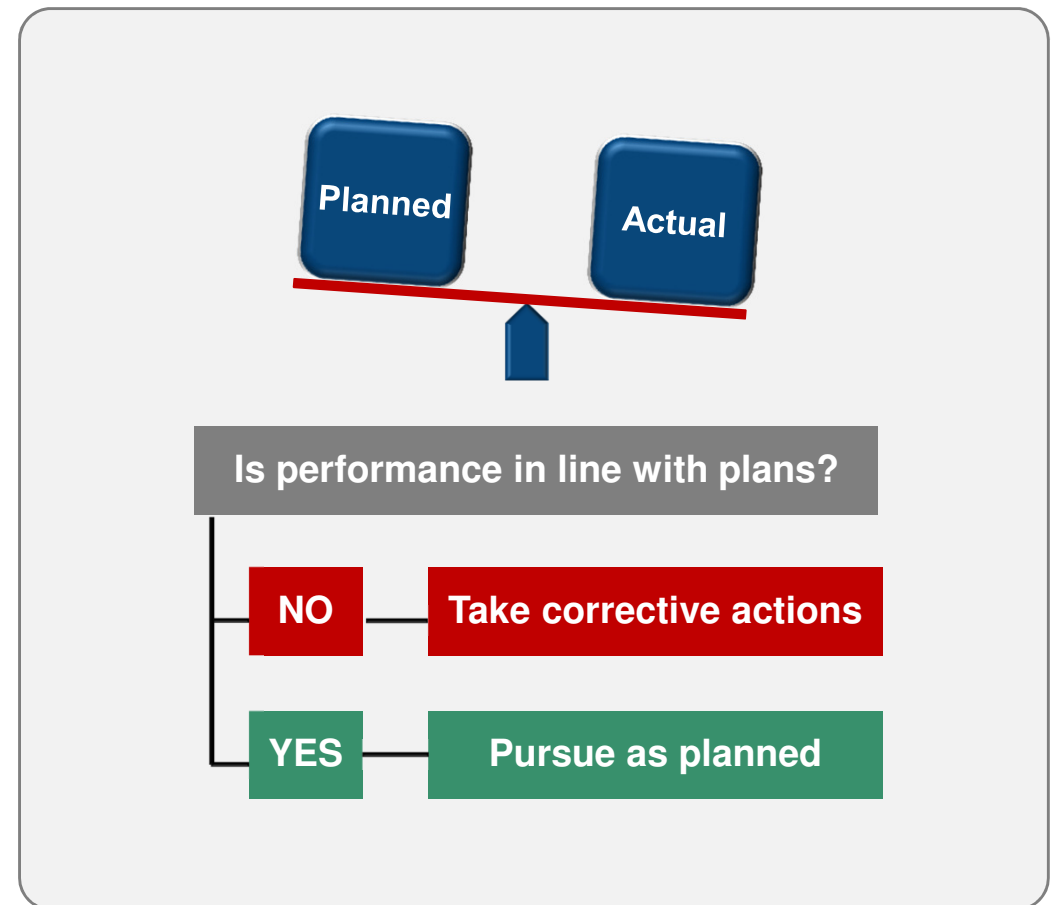 Planned
Actual
Is performance in line with plans?
NO
Take corrective actions
YES
Pursue as planned